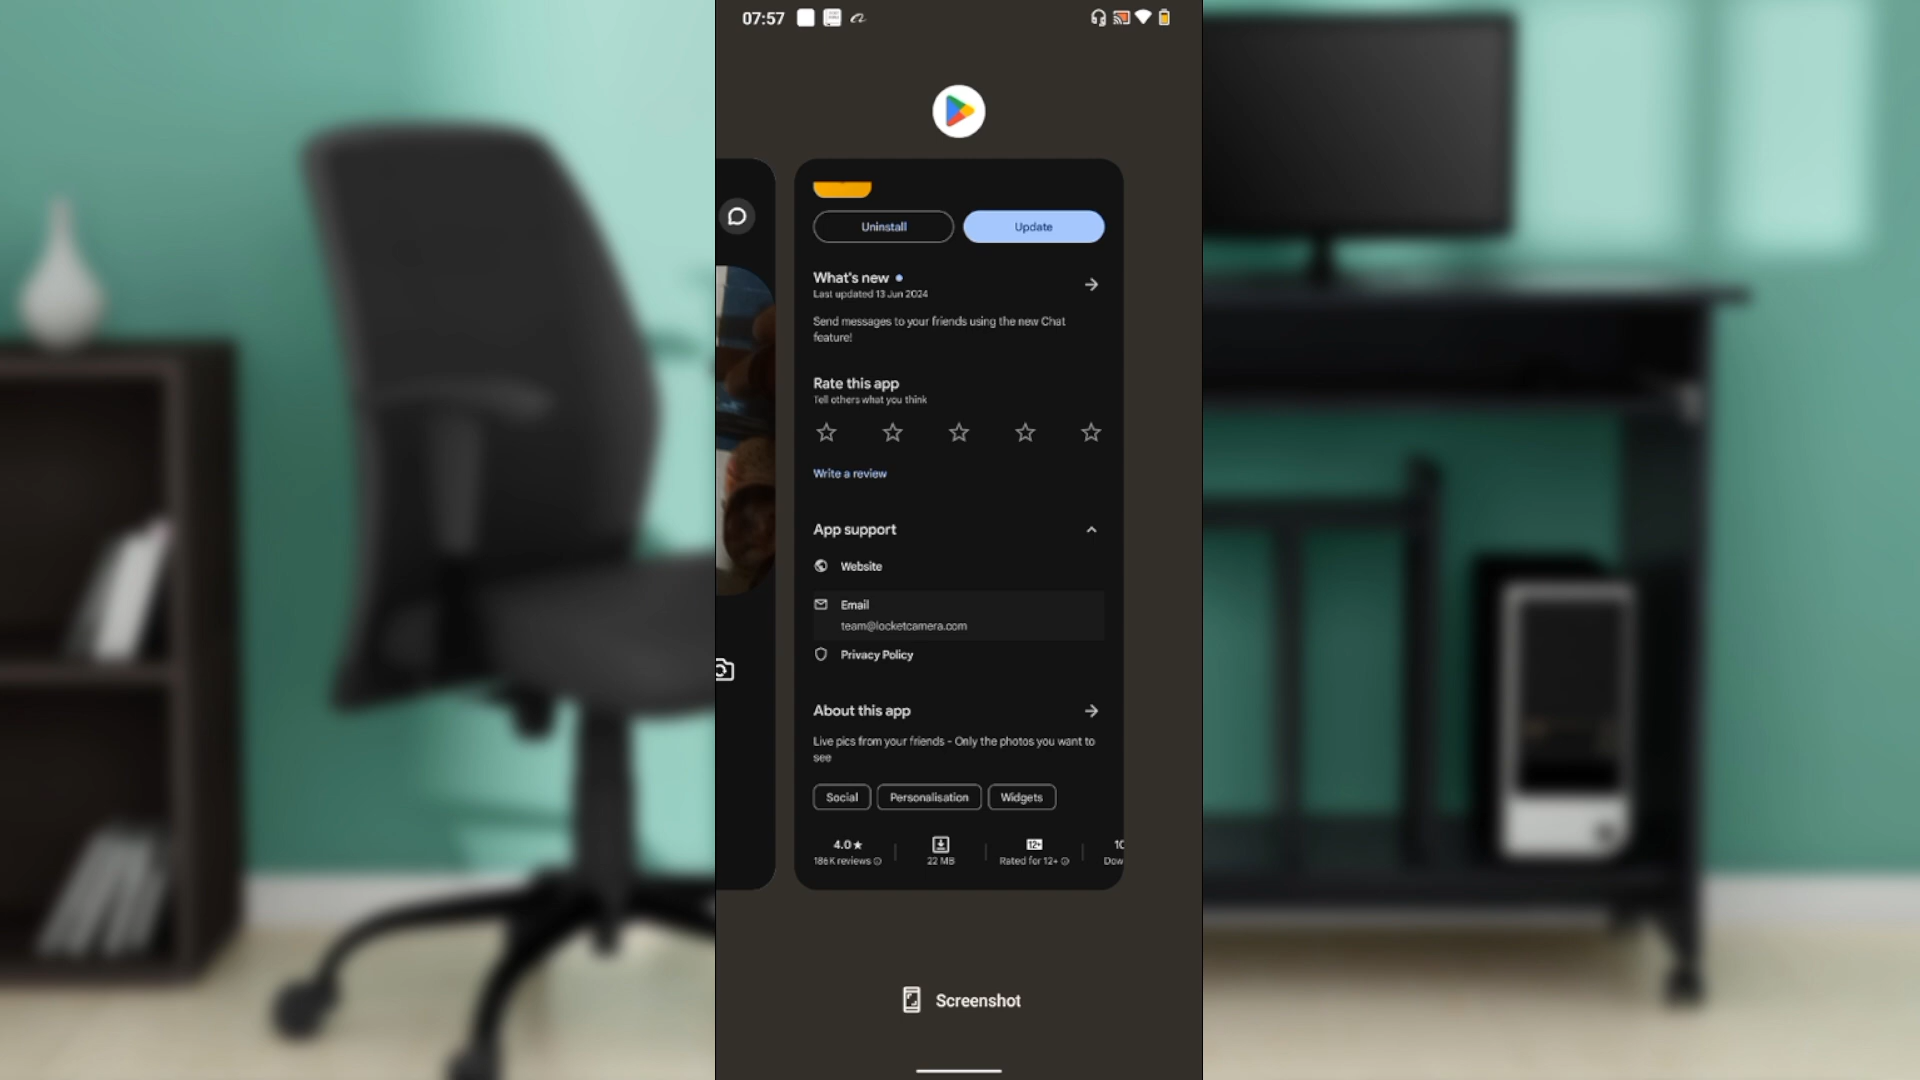 07:57
Uninstall
Update
What's new
Last updated 13 Jun 2024
Send messages to your friends using the new Chat
feature!
Rate this app
Tell others what you think
Write a review
App support
Website
Email
team@locketcamera.com
Privacy Policy
About this app
Live pics from your friends - Only the photos you want to
see
Social
Personalisation
Widgets
4.0★
186K reviews
22 MB
12+
Rated for 12+
10
Dow
Screenshot